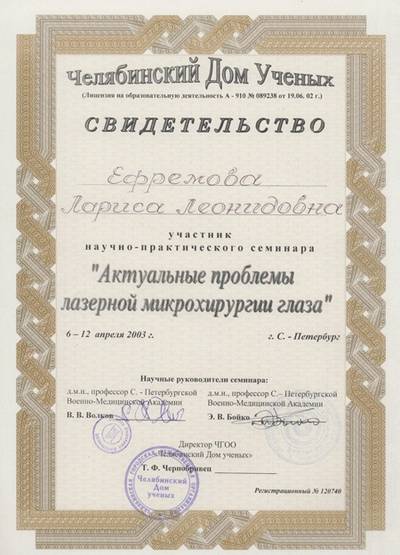 Челябинский Дом Ученых
(Лицензия на образовательную деятельность А - 910 № 089238 от 19.06. 02 г.)
СВИДЕТЕЛЬСТВО
Ефремова
Лариса Леонидовна
участник
научно-практического семинара
"Актуальные проблемы
лазерной микрохирургии глаза"
6 – 12 апреля 2003 г.
г. С. - Петербург
Научные руководители семинара:
д.м.н., профессор С. - Петербургской
Военно-Медицинской Академии
В. В. Волков
д.м.н., профессор С.– Петербургской
Военно-Медицинской Академии
Э. В. Бойко
Директор ЧГОО
«Челябинский Дом ученых»
Т. Ф. Чернобривец
Челябинский
Дом
ученых
Регистрационный № 120740